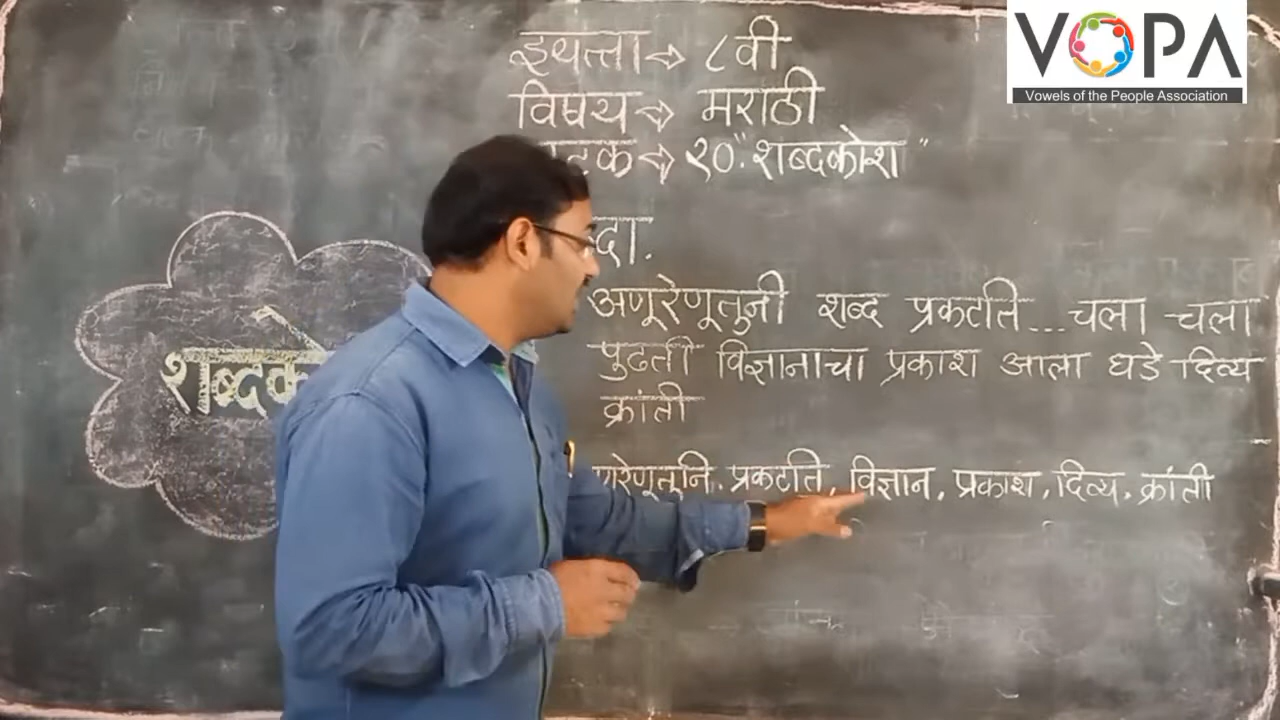 VOPA
Vowels of the People Association
इयत्ता → ८वी
विषय → मराठी
→ २०. "शब्दकोश"
अणूरेणूतुनी शब्द प्रकटति...चला चला
पुढती विज्ञानाचा प्रकाश आला घडे दिव्य
क्रांती
प्रकटति, विज्ञान, प्रकाश, दिव्य, क्रांती